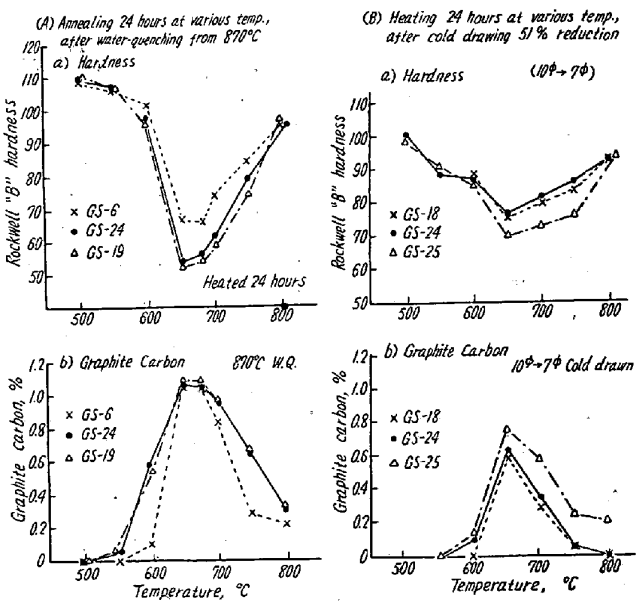 (A) Annealing 24 hours at various temp.,
after water-quenching from 870°C
a) Hardness
Rockwell "B" hardness
120
110
100
90
80
70
60
50
× GS-6
● GS-24
△ GS-19
Heated 24 hours
500
600
700
800
b) Graphite Carbon
870°C W.Q.
Graphite carbon, %
1.2
1.0
0.8
0.6
0.4
0.2
0
× GS-6
● GS-24
△ GS-19
500
600
700
800
Temperature, °C
(B) Heating 24 hours at various temp.,
after cold drawing 51% reduction
a) Hardness
(10ᶲ→7ᶲ)
Rockwell "B" hardness
120
110
100
90
80
70
60
50
× GS-18
● GS-24
△ GS-25
500
600
700
800
b) Graphite Carbon
10ᶲ→7ᶲ Cold drawn
Graphite carbon, %
1.0
0.8
0.6
0.4
0.2
0
× GS-18
● GS-24
△ GS-25
500
600
700
800
Temperature, °C